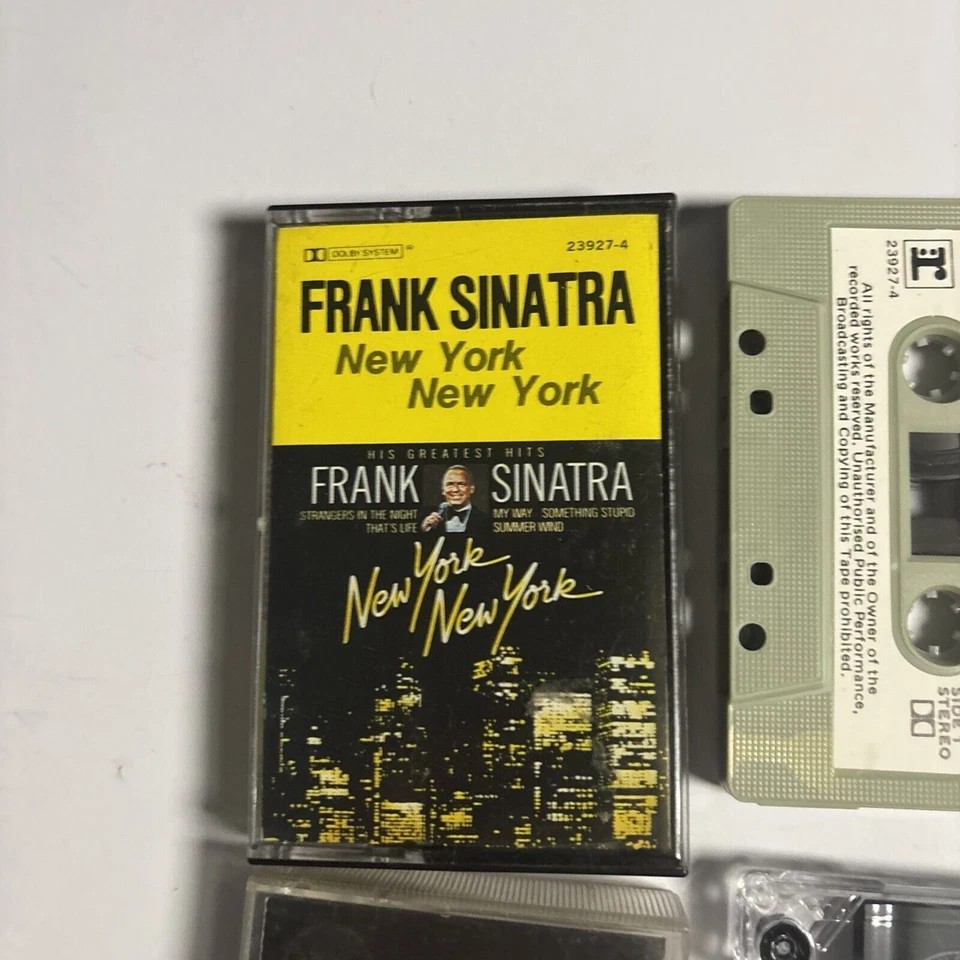 DOLBY SYSTEM ®
23927-4
FRANK SINATRA
New York
New York
HIS GREATEST HITS
FRANK SINATRA
STRANGERS IN THE NIGHT
THAT'S LIFE
MY WAY SOMETHING STUPID
SUMMER WIND
New York
New York
r
23927-4
All rights of the Manufacturer and of the Owner of the
recorded works reserved. Unauthorised Public Performance,
Broadcasting and Copying of this Tape prohibited.
SIDE 1
STEREO